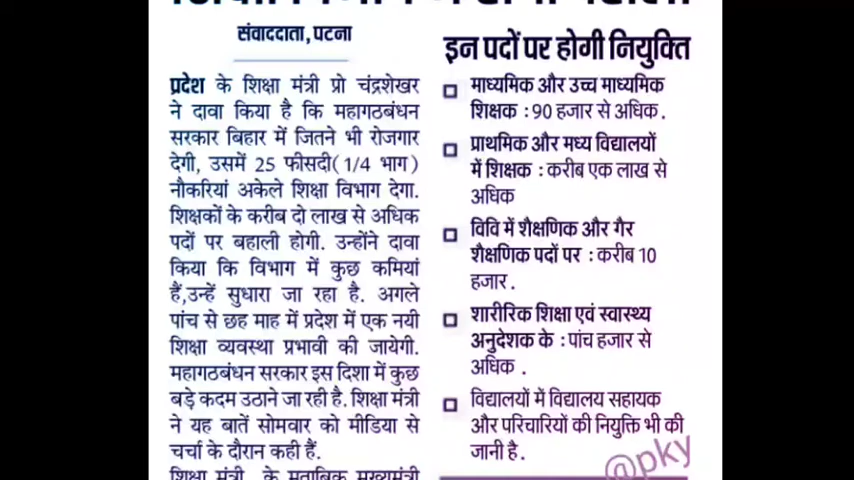 संवाददाता, पटना
प्रदेश के शिक्षा मंत्री प्रो चंद्रशेखर
ने दावा किया है कि महागठबंधन
सरकार बिहार में जितने भी रोजगार
देगी, उसमें 25 फीसदी(1/4 भाग)
नौकरियां अकेले शिक्षा विभाग देगा.
शिक्षकों के करीब दो लाख से अधिक
पदों पर बहाली होगी. उन्होंने दावा
किया कि विभाग में कुछ कमियां
हैं,उन्हें सुधारा जा रहा है. अगले
पांच से छह माह में प्रदेश में एक नयी
शिक्षा व्यवस्था प्रभावी की जायेगी.
महागठबंधन सरकार इस दिशा में कुछ
बड़े कदम उठाने जा रही है. शिक्षा मंत्री
ने यह बातें सोमवार को मीडिया से
चर्चा के दौरान कही हैं.
शिक्षा मंत्री के मुताबिक मुख्यमंत्री
इन पदों पर होगी नियुक्ति
माध्यमिक और उच्च माध्यमिक
शिक्षक : 90 हजार से अधिक.
प्राथमिक और मध्य विद्यालयों
में शिक्षक : करीब एक लाख से
अधिक
विवि में शैक्षणिक और गैर
शैक्षणिक पदों पर : करीब 10
हजार.
शारीरिक शिक्षा एवं स्वास्थ्य
अनुदेशक के : पांच हजार से
अधिक .
विद्यालयों में विद्यालय सहायक
और परिचारियों की नियुक्ति भी की
जानी है.
@pky